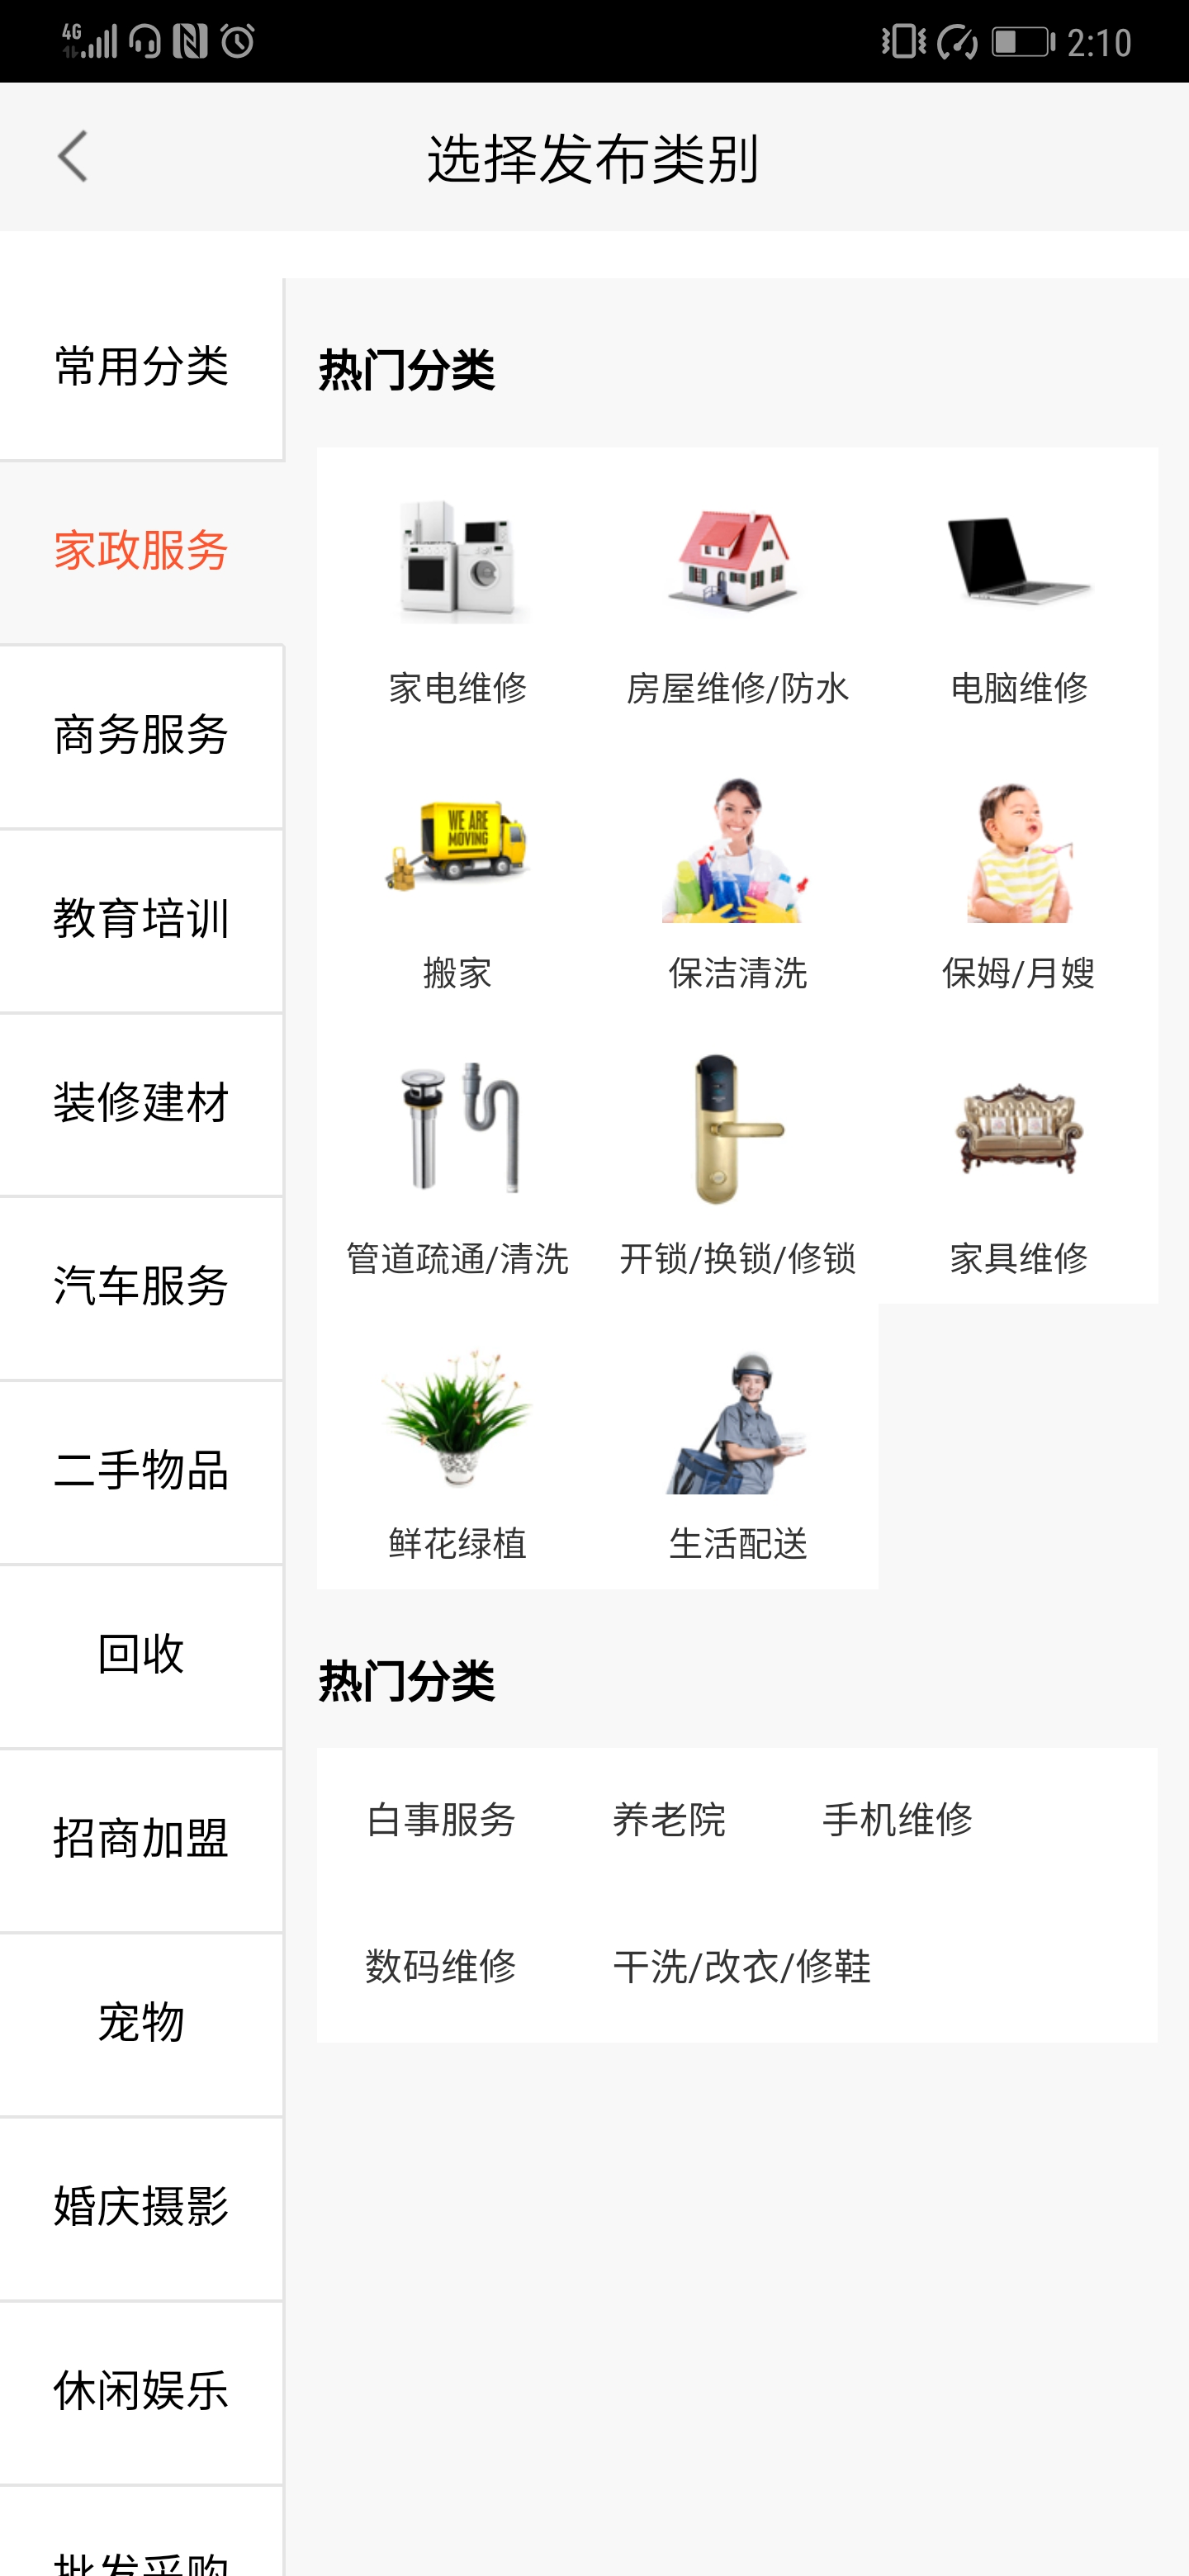 4G
2:10
选择发布类别
常用分类
家政服务
商务服务
教育培训
装修建材
汽车服务
二手物品
回收
招商加盟
宠物
婚庆摄影
休闲娱乐
批发采购
热门分类
家电维修 房屋维修/防水 电脑维修
WE ARE
MOVING
搬家 保洁清洗 保姆/月嫂
管道疏通/清洗 开锁/换锁/修锁 家具维修
鲜花绿植 生活配送
热门分类
白事服务 养老院 手机维修
数码维修 干洗/改衣/修鞋